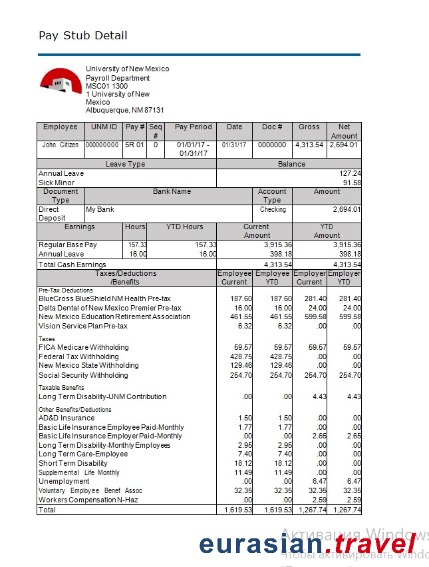 Pay Stub Detail
University of New Mexico
Payroll Department
MSC01 1300
1 University of New
Mexico
Albuquerque, NM 87131
Employee UNM ID Pay # Seq # Pay Period Date Doc # Gross Net Amount
John Citizen 000000000 5R 01 0 01/01/17 - 01/31/17 01/31/17 0000000 4,313.54 2,694.01
Leave Type Balance
Annual Leave 127.24
Sick Minor 91.58
Document Type Bank Name Account Type Amount
Direct Deposit My Bank Checking 2,694.01
Earnings Hours YTD Hours Current Amount YTD Amount
Regular Base Pay 157.33 157.33 3,915.36 3,915.36
Annual Leave 16.00 16.00 398.18 398.18
Total Cash Earnings 4,313.54 4,313.54
Taxes/Deductions /Benefits Employee Current Employee YTD Employer Current Employer YTD
Pre-Tax Deductions
BlueCross BlueShield NM Health Pre-tax 187.60 187.60 281.40 281.40
Delta Dental of New Mexico Premier Pre-tax 16.00 16.00 24.00 24.00
New Mexico Education Retirement Association 461.55 461.55 599.58 599.58
Vision Service Plan Pre-tax 6.32 6.32 .00 .00
Taxes
FICA Medicare Withholding 59.57 59.57 59.57 59.57
Federal Tax Withholding 428.75 428.75 .00 .00
New Mexico State Withholding 129.46 129.46 .00 .00
Social Security Withholding 254.70 254.70 254.70 254.70
Taxable Benefits
Long Term Disability-UNM Contribution .00 .00 4.43 4.43
Other Benefits/Deductions
AD&D Insurance 1.50 1.50 .00 .00
Basic Life Insurance Employee Paid-Monthly 1.77 1.77 .00 .00
Basic Life Insurance Employer Paid-Monthly .00 .00 2.65 2.65
Long Term Disability-Monthly Employees 2.95 2.95 .00 .00
Long Term Care-Employee 7.40 7.40 .00 .00
Short Term Disability 18.12 18.12 .00 .00
Supplemental Life Monthly 11.49 11.49 .00 .00
Unemployment .00 .00 6.47 6.47
Voluntary Employee Benef Assoc 32.35 32.35 32.35 32.35
Workers Compensation N-Haz .00 .00 2.59 2.59
Total 1,619.53 1,619.53 1,267.74 1,267.74
Активация Windows
eurasian.travel